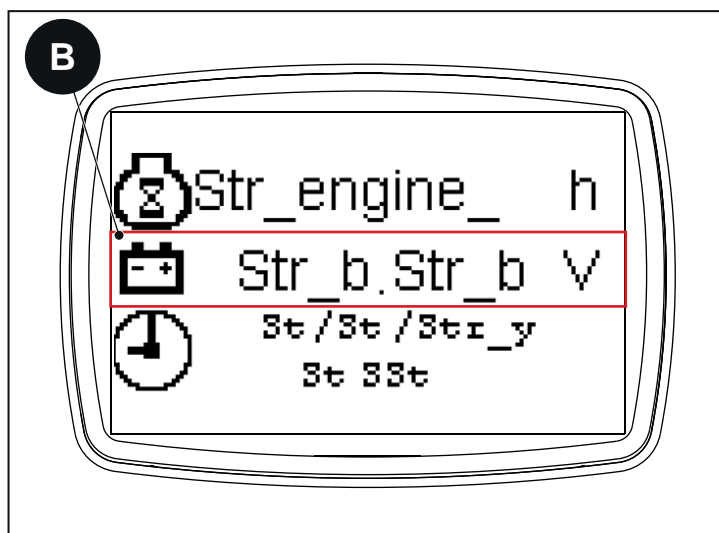 B
Str_engine_ h
- + Str_b.Str_b V
St/St/Str_y
St SSt